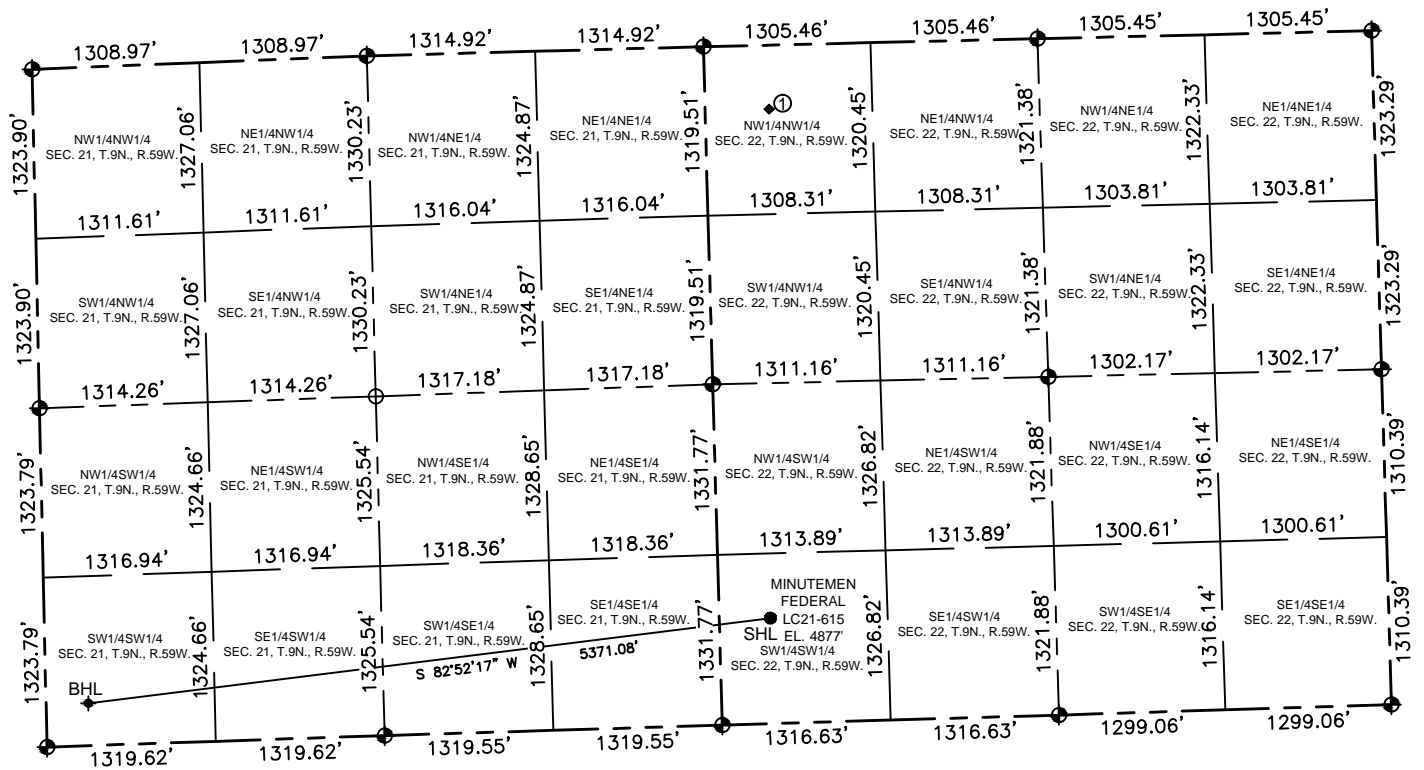 1308.97’ 1308.97’ 1314.92’ 1314.92’ 1305.46’ 1305.46’ 1305.45’ 1305.45’
1323.90’ 1327.06’ 1330.23’ 1324.87’ 1319.51’ 1320.45’ 1321.38’ 1322.33’ 1323.29’
1
NW1/4NW1/4
SEC. 21, T.9N., R.59W.
NE1/4NW1/4
SEC. 21, T.9N., R.59W.
NW1/4NE1/4
SEC. 21, T.9N., R.59W.
NE1/4NE1/4
SEC. 21, T.9N., R.59W.
NW1/4NW1/4
SEC. 22, T.9N., R.59W.
NE1/4NW1/4
SEC. 22, T.9N., R.59W.
NW1/4NE1/4
SEC. 22, T.9N., R.59W.
NE1/4NE1/4
SEC. 22, T.9N., R.59W.
1311.61’ 1311.61’ 1316.04’ 1316.04’ 1308.31’ 1308.31’ 1303.81’ 1303.81’
1323.90’ 1327.06’ 1330.23’ 1324.87’ 1319.51’ 1320.45’ 1321.38’ 1322.33’ 1323.29’
SW1/4NW1/4
SEC. 21, T.9N., R.59W.
SE1/4NW1/4
SEC. 21, T.9N., R.59W.
SW1/4NE1/4
SEC. 21, T.9N., R.59W.
SE1/4NE1/4
SEC. 21, T.9N., R.59W.
SW1/4NW1/4
SEC. 22, T.9N., R.59W.
SE1/4NW1/4
SEC. 22, T.9N., R.59W.
SW1/4NE1/4
SEC. 22, T.9N., R.59W.
SE1/4NE1/4
SEC. 22, T.9N., R.59W.
1314.26’ 1314.26’ 1317.18’ 1317.18’ 1311.16’ 1311.16’ 1302.17’ 1302.17’
1323.79’ 1324.66’ 1325.54’ 1328.65’ 1331.77’ 1326.82’ 1321.88’ 1316.14’ 1310.39’
NW1/4SW1/4
SEC. 21, T.9N., R.59W.
NE1/4SW1/4
SEC. 21, T.9N., R.59W.
NW1/4SE1/4
SEC. 21, T.9N., R.59W.
NE1/4SE1/4
SEC. 21, T.9N., R.59W.
NW1/4SW1/4
SEC. 22, T.9N., R.59W.
NE1/4SW1/4
SEC. 22, T.9N., R.59W.
NW1/4SE1/4
SEC. 22, T.9N., R.59W.
NE1/4SE1/4
SEC. 22, T.9N., R.59W.
1316.94’ 1316.94’ 1318.36’ 1318.36’ 1313.89’ 1313.89’ 1300.61’ 1300.61’
1323.79’ 1324.66’ 1325.54’ 1328.65’ 1331.77’ 1326.82’ 1321.88’ 1316.14’ 1310.39’
SW1/4SW1/4
SEC. 21, T.9N., R.59W.
SE1/4SW1/4
SEC. 21, T.9N., R.59W.
SW1/4SE1/4
SEC. 21, T.9N., R.59W.
SE1/4SE1/4
SEC. 21, T.9N., R.59W.
MINUTEMEN
FEDERAL
LC21-615
SHL EL. 4877'
SW1/4SW1/4
SEC. 22, T.9N., R.59W.
SE1/4SW1/4
SEC. 22, T.9N., R.59W.
SW1/4SE1/4
SEC. 22, T.9N., R.59W.
SE1/4SE1/4
SEC. 22, T.9N., R.59W.
BHL
S 82°52'17" W 5371.08'
1319.62’ 1319.62’ 1319.55’ 1319.55’ 1316.63’ 1316.63’ 1299.06’ 1299.06’